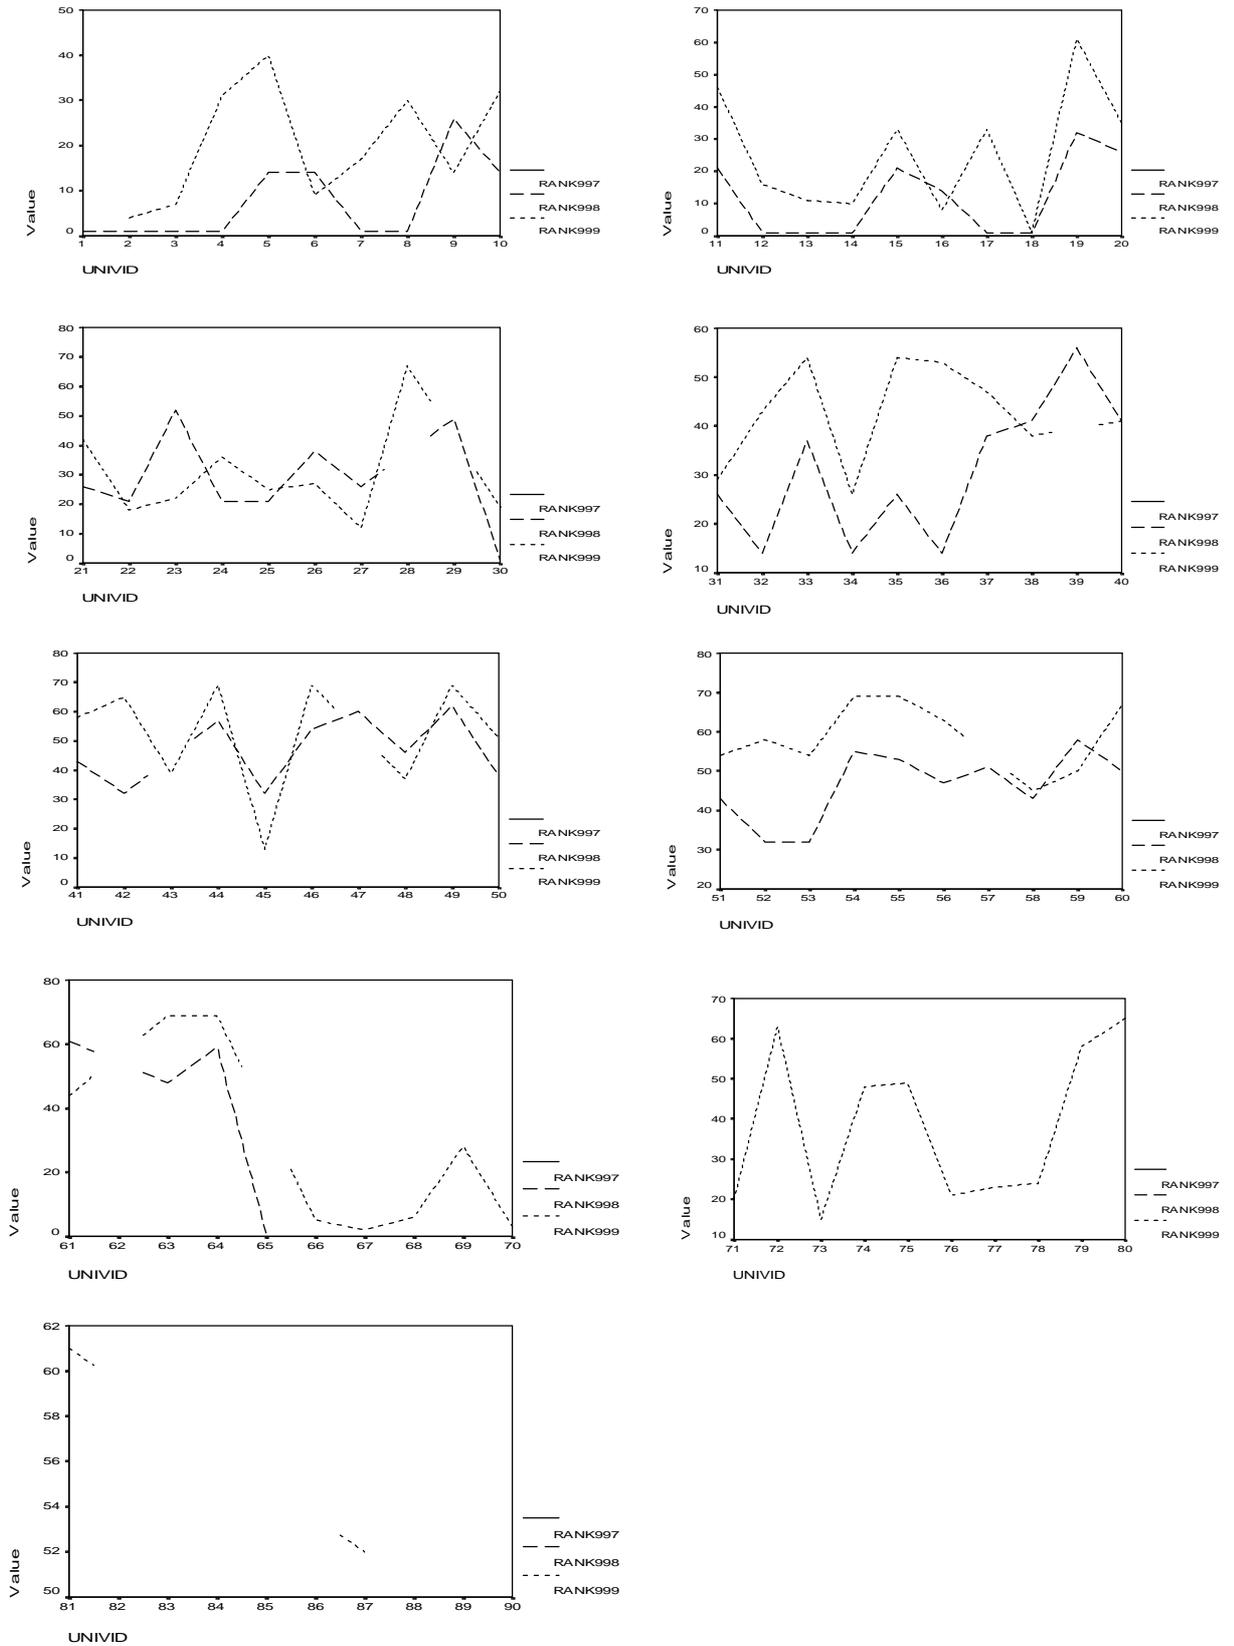 50
40
30
20
10
0
Value
1 2 3 4 5 6 7 8 9 10
UNIVID
RANK997
RANK998
RANK999
70
60
50
40
30
20
10
0
Value
11 12 13 14 15 16 17 18 19 20
UNIVID
RANK997
RANK998
RANK999
80
70
60
50
40
30
20
10
0
Value
21 22 23 24 25 26 27 28 29 30
UNIVID
RANK997
RANK998
RANK999
60
50
40
30
20
10
Value
31 32 33 34 35 36 37 38 39 40
UNIVID
RANK997
RANK998
RANK999
80
70
60
50
40
30
20
10
0
Value
41 42 43 44 45 46 47 48 49 50
UNIVID
RANK997
RANK998
RANK999
80
70
60
50
40
30
20
Value
51 52 53 54 55 56 57 58 59 60
UNIVID
RANK997
RANK998
RANK999
80
60
40
20
0
Value
61 62 63 64 65 66 67 68 69 70
UNIVID
RANK997
RANK998
RANK999
70
60
50
40
30
20
10
Value
71 72 73 74 75 76 77 78 79 80
UNIVID
RANK997
RANK998
RANK999
62
60
58
56
54
52
50
Value
81 82 83 84 85 86 87 88 89 90
UNIVID
RANK997
RANK998
RANK999